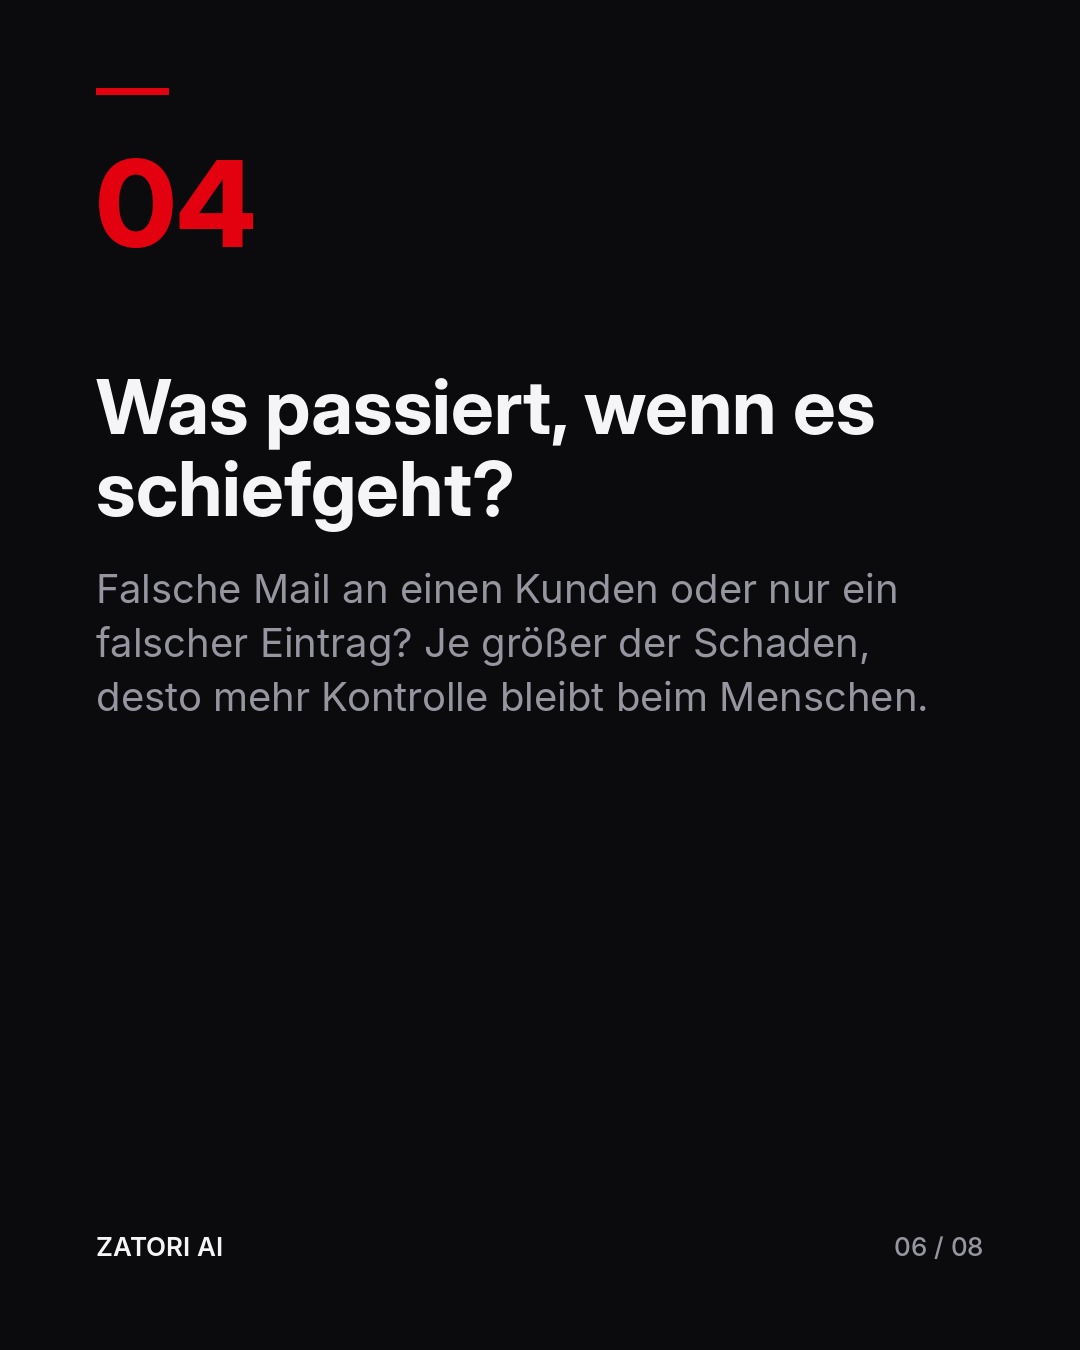 04
Was passiert, wenn es
schiefgeht?
Falsche Mail an einen Kunden oder nur ein
falscher Eintrag? Je größer der Schaden,
desto mehr Kontrolle bleibt beim Menschen.
ZATORI AI
06 / 08